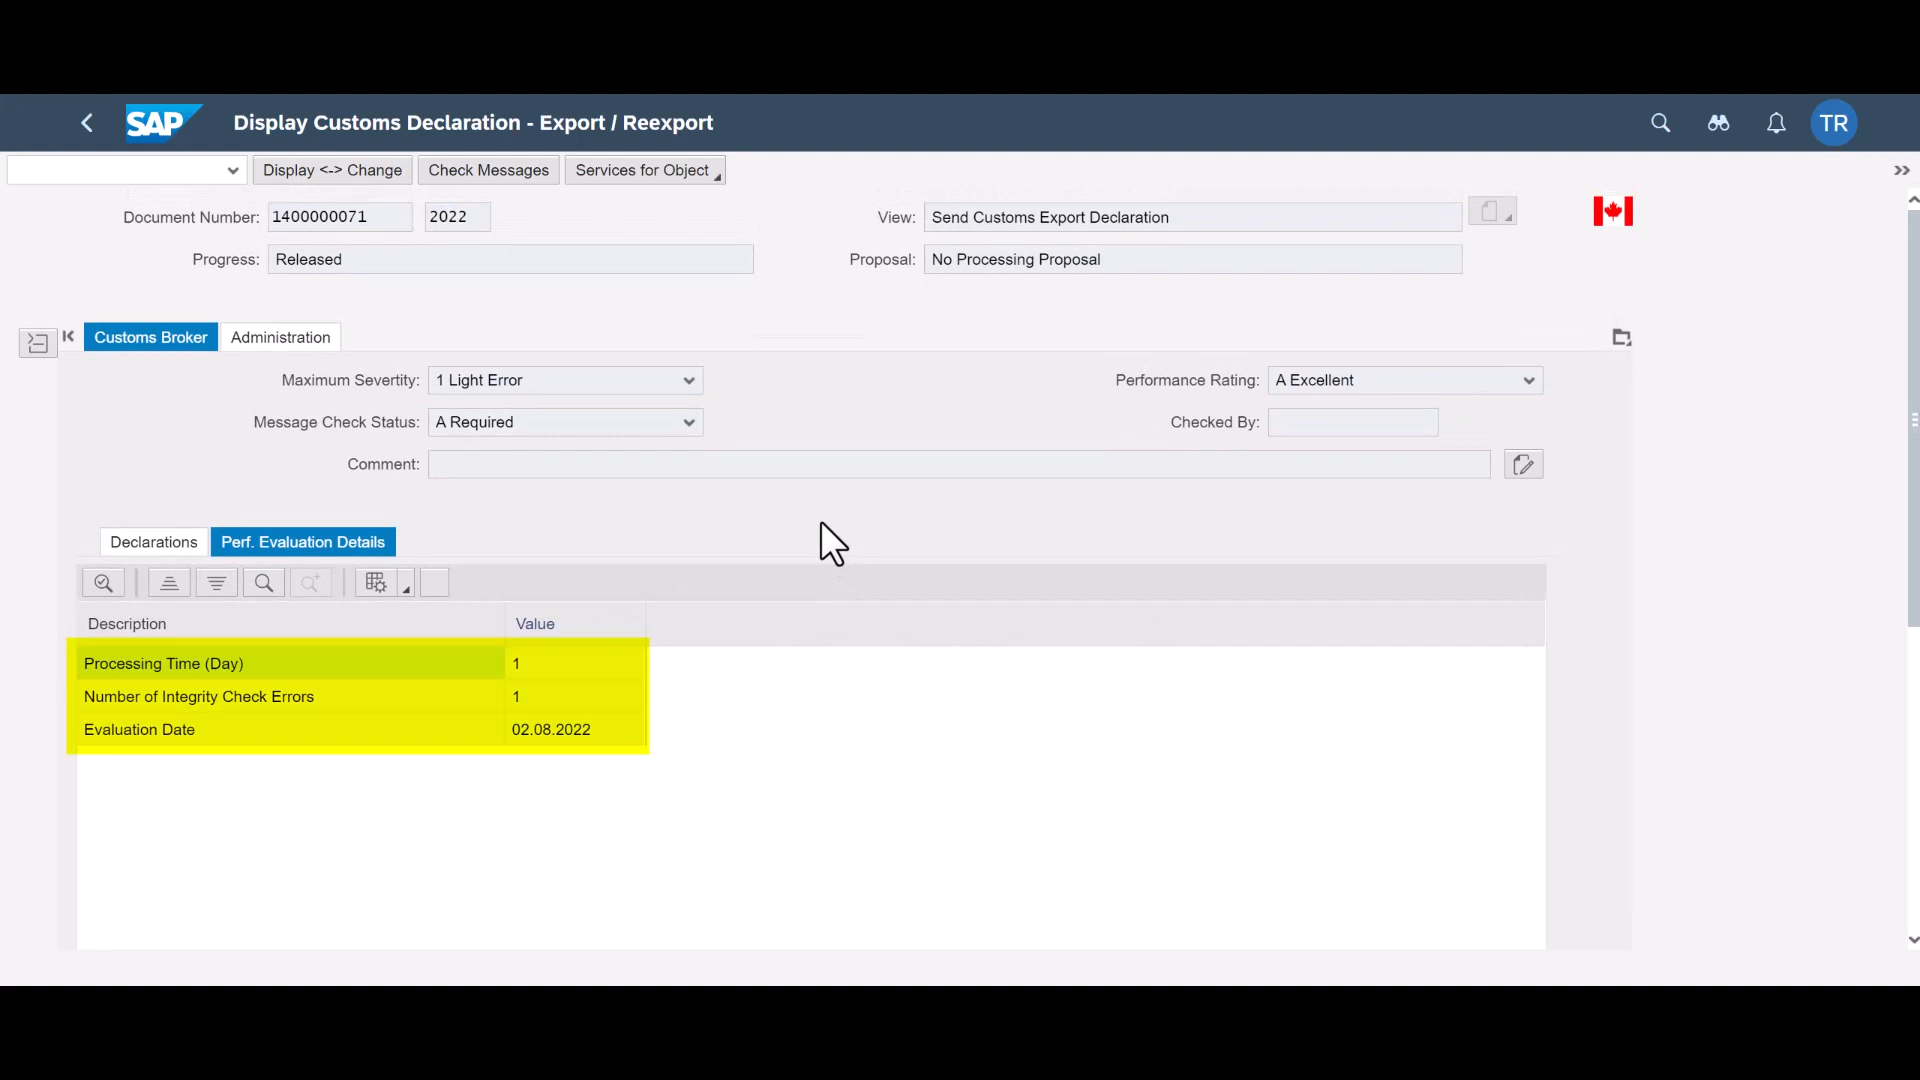 SAP Display Customs Declaration - Export / Reexport TR
Display <-> Change Check Messages Services for Object
Document Number: 1400000071 2022 View: Send Customs Export Declaration
Progress: Released Proposal: No Processing Proposal
Customs Broker Administration
Maximum Severtity: 1 Light Error Performance Rating: A Excellent
Message Check Status: A Required Checked By:
Comment:
Declarations Perf. Evaluation Details
Description Value
Processing Time (Day) 1
Number of Integrity Check Errors 1
Evaluation Date 02.08.2022